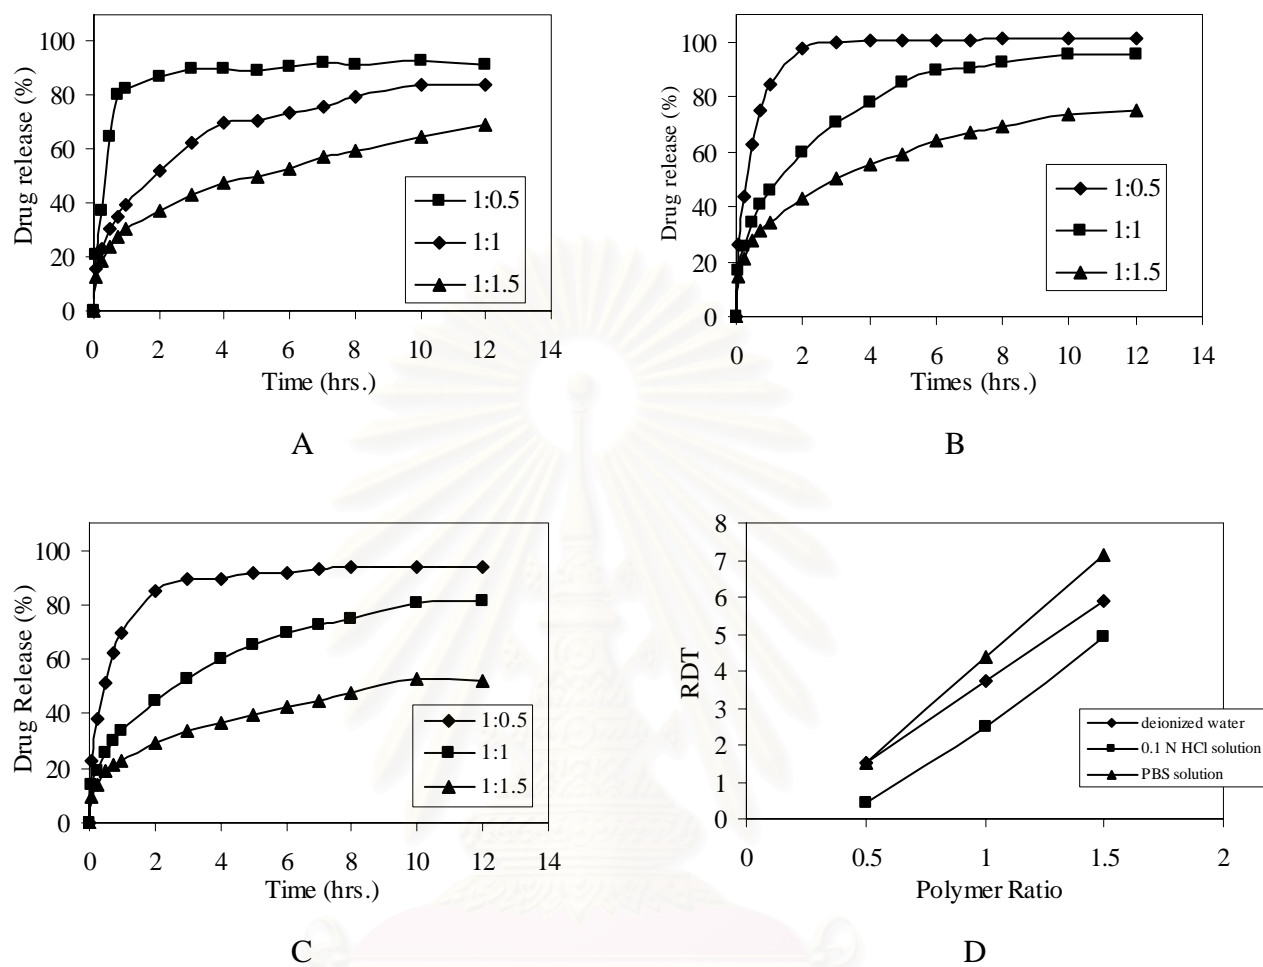 100
80
60
40
20
0
Drug release (%)
0 2 4 6 8 10 12 14
Time (hrs.)
1:0.5
1:1
1:1.5
A
100
80
60
40
20
0
Drug release (%)
0 2 4 6 8 10 12 14
Times (hrs.)
1:0.5
1:1
1:1.5
B
100
80
60
40
20
0
Drug Release (%)
0 2 4 6 8 10 12 14
Time (hrs.)
1:0.5
1:1
1:1.5
C
8
7
6
5
4
3
2
1
0
RDT
0 0.5 1 1.5 2
Polymer Ratio
deionized water
0.1 N HCl solution
PBS solution
D